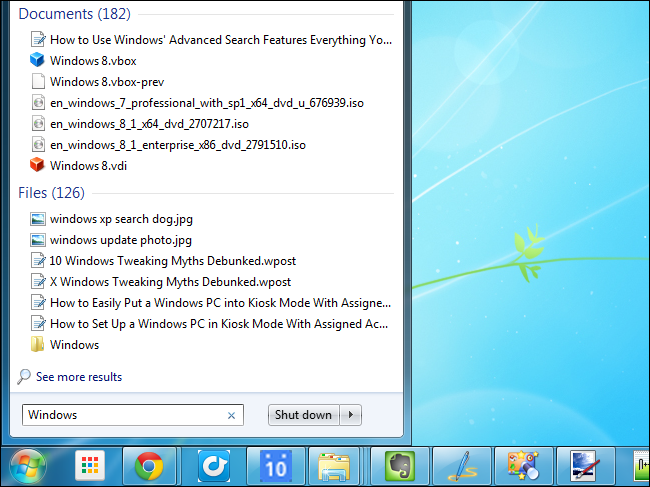 Documents (182)
How to Use Windows' Advanced Search Features Everything Yo...
Windows 8.vbox
Windows 8.vbox-prev
en_windows_7_professional_with_sp1_x64_dvd_u_676939.iso
en_windows_8_1_x64_dvd_2707217.iso
en_windows_8_1_enterprise_x86_dvd_2791510.iso
Windows 8.vdi
Files (126)
windows xp search dog.jpg
windows update photo.jpg
10 Windows Tweaking Myths Debunked.wpost
X Windows Tweaking Myths Debunked.wpost
How to Easily Put a Windows PC into Kiosk Mode With Assigne...
How to Set Up a Windows PC in Kiosk Mode With Assigned Ac...
Windows
See more results
Windows
Shut down
10